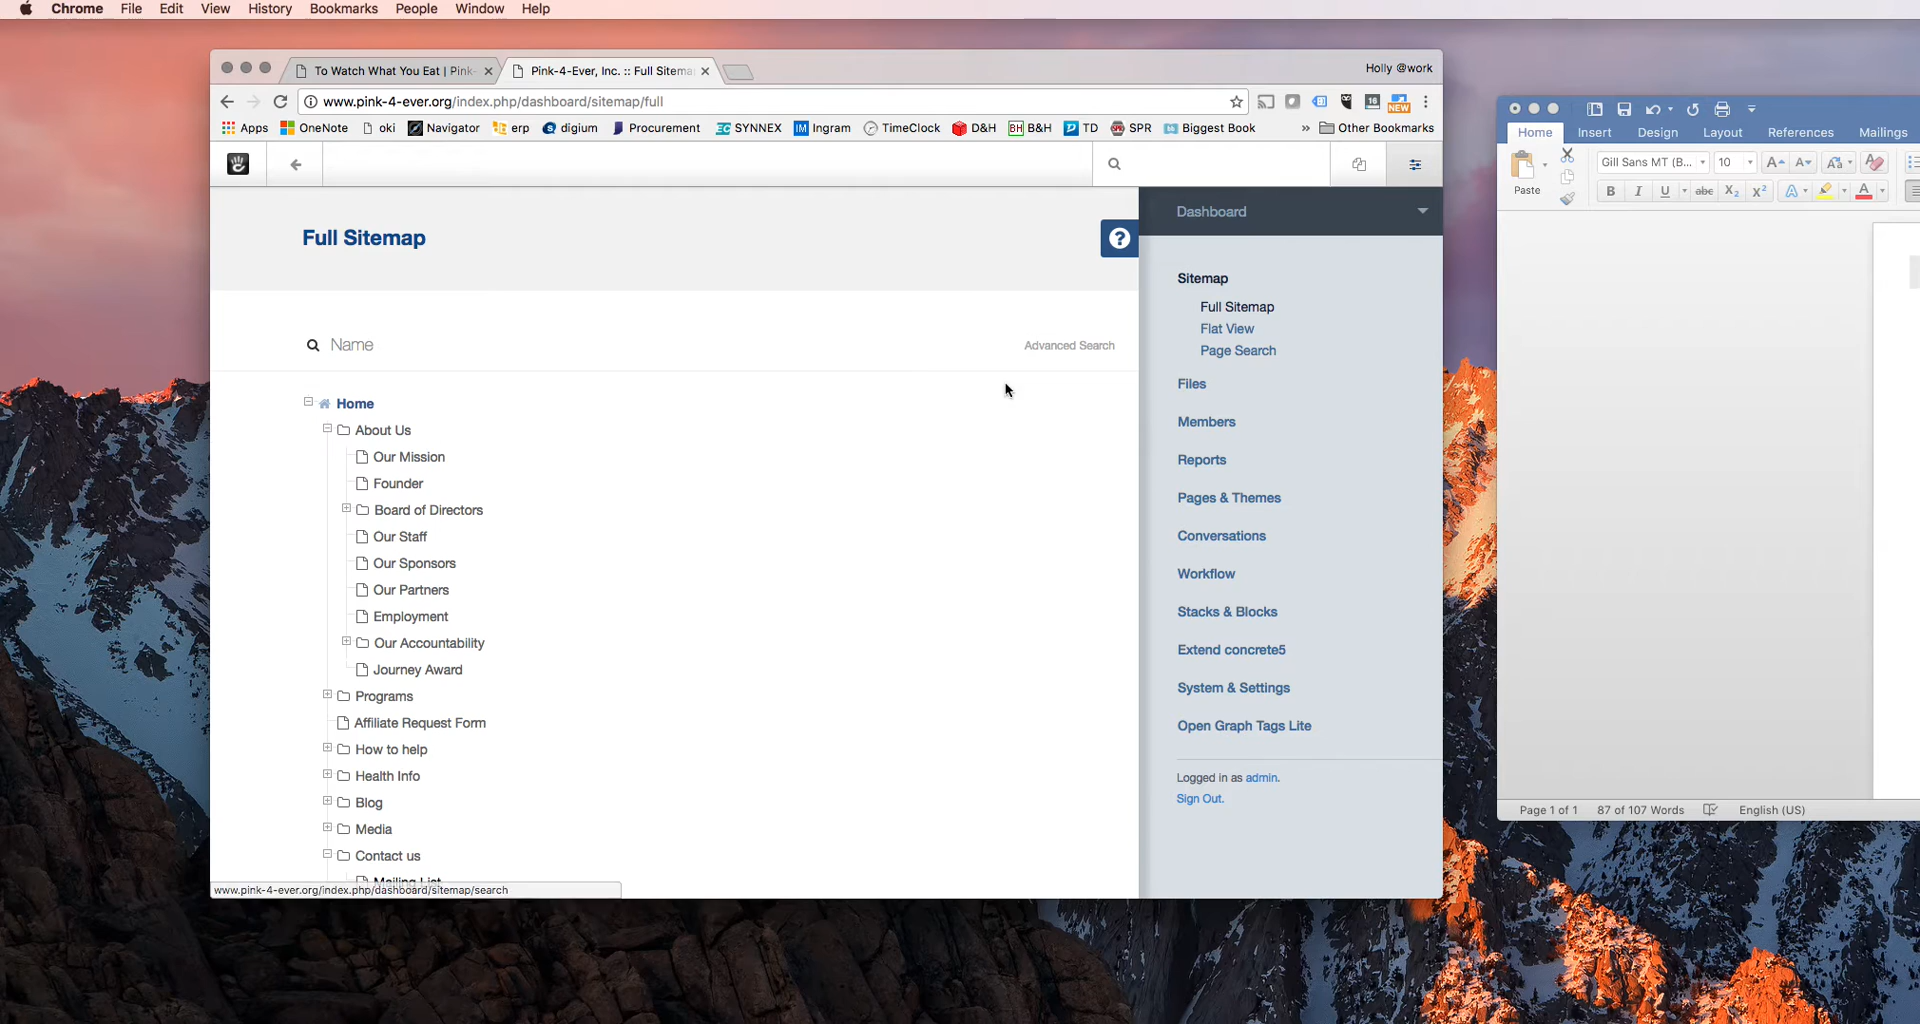 Chrome File Edit View History Bookmarks People Window Help
To Watch What You Eat | Pink-
Pink-4-Ever, Inc. :: Full Sitema
Holly @work
www.pink-4-ever.org/index.php/dashboard/sitemap/full
16
NEW
Apps OneNote oki Navigator erp digium Procurement SYNNEX Ingram TimeClock D&H B&H TD SPR Biggest Book » Other Bookmarks
Full Sitemap
?
Name
Advanced Search
Home
About Us
Our Mission
Founder
Board of Directors
Our Staff
Our Sponsors
Our Partners
Employment
Our Accountability
Journey Award
Programs
Affiliate Request Form
How to help
Health Info
Blog
Media
Contact us
Mailing List
www.pink-4-ever.org/index.php/dashboard/sitemap/search
Dashboard
Sitemap
Full Sitemap
Flat View
Page Search
Files
Members
Reports
Pages & Themes
Conversations
Workflow
Stacks & Blocks
Extend concrete5
System & Settings
Open Graph Tags Lite
Logged in as admin.
Sign Out.
Home Insert Design Layout References Mailings
Paste
Gill Sans MT (B... 10
B I U abc X2 X2 A A
Page 1 of 1 87 of 107 Words English (US)